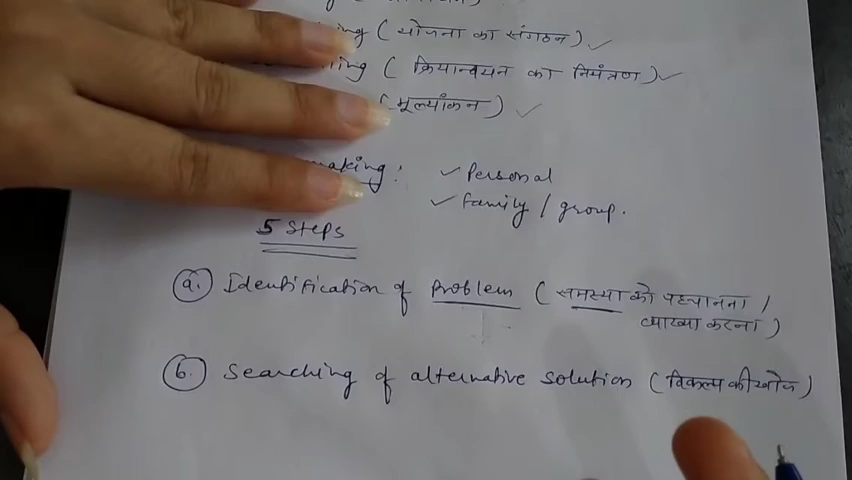 (योजना का संगठन) ✓
(क्रियान्वयन का नियंत्रण) ✓
(मूल्यांकन) ✓
making: ✓ Personal
✓ family / group.
5 Steps
a. Identification of Problem (समस्या को पहचानना /
व्याख्या करना)
b. Searching of alternative solution (विकल्प की खोज)